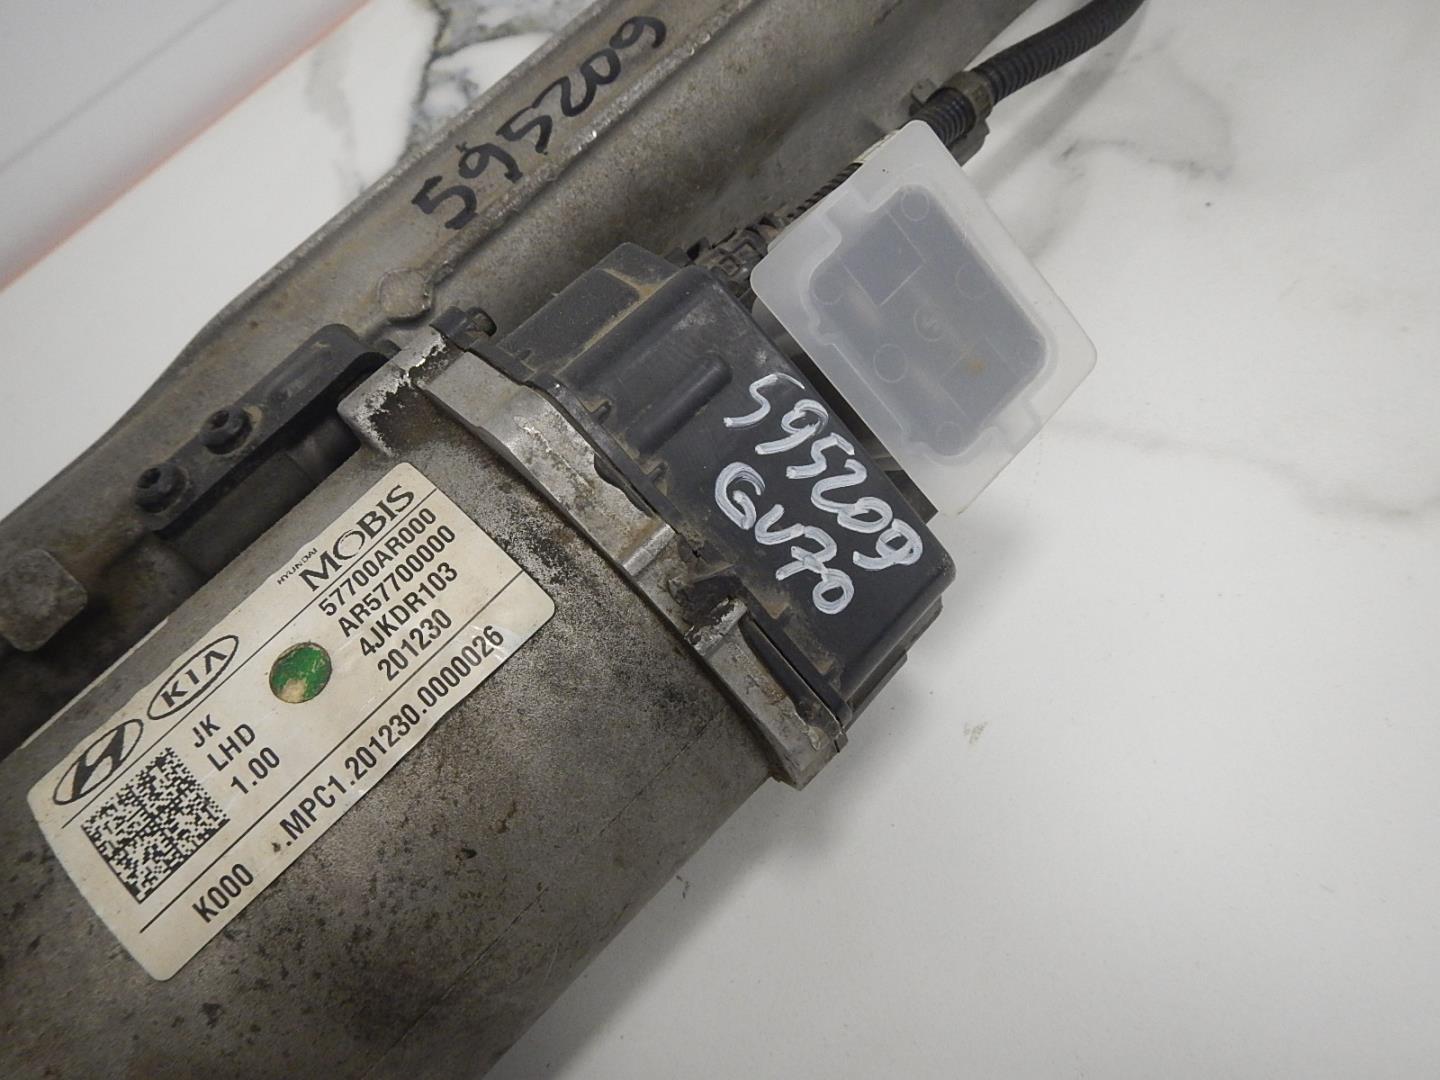 595209
595209
GV70
HYUNDAI
MOBIS
57700AR000
AR57700000
4JKDR103
201230
KIA
JK
LHD
1.00
K000 .MPC1.201230.0000026